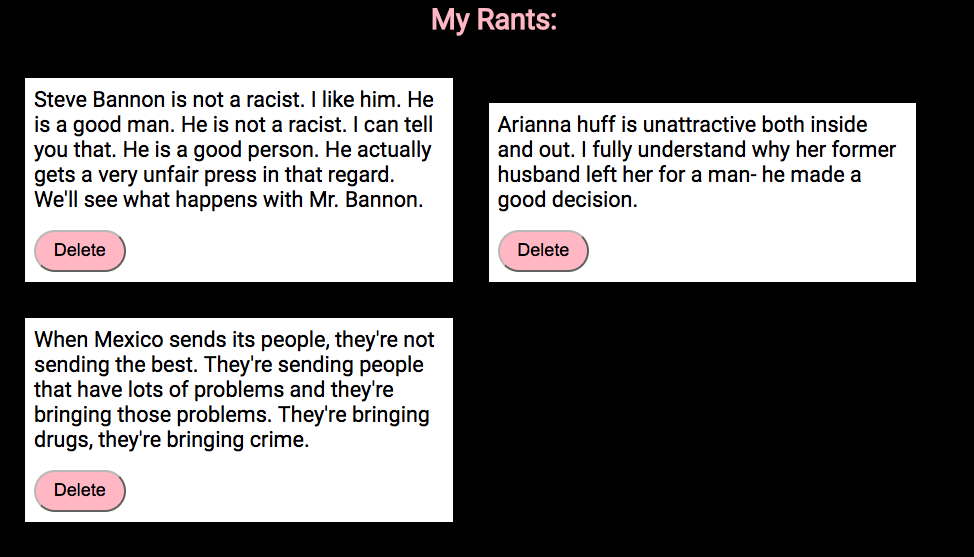 My Rants:
Steve Bannon is not a racist. I like him. He
is a good man. He is not a racist. I can tell
you that. He is a good person. He actually
gets a very unfair press in that regard.
We'll see what happens with Mr. Bannon.
Delete
Arianna huff is unattractive both inside
and out. I fully understand why her former
husband left her for a man- he made a
good decision.
Delete
When Mexico sends its people, they're not
sending the best. They're sending people
that have lots of problems and they're
bringing those problems. They're bringing
drugs, they're bringing crime.
Delete